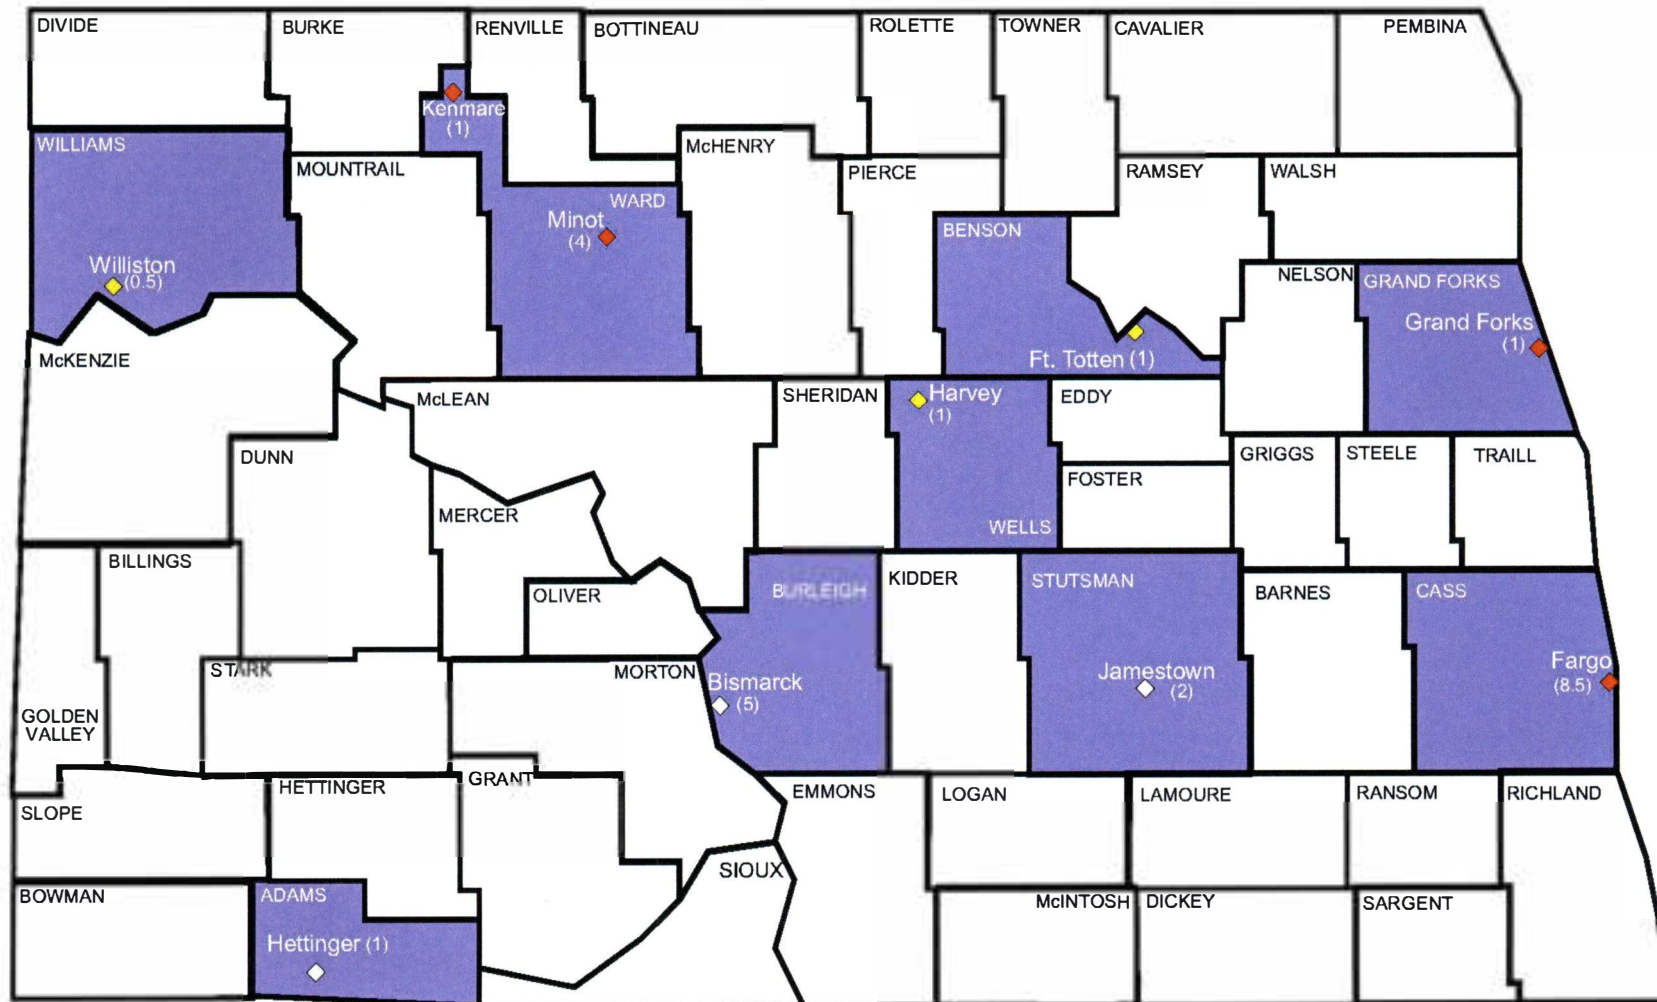 DIVIDE
BURKE
RENVILLE
BOTTINEAU
ROLETTE
TOWNER
CAVALIER
PEMBINA
Kenmare
(1)
WILLIAMS
MOUNTRAIL
McHENRY
PIERCE
RAMSEY
WALSH
WARD
Minot
(4)
BENSON
Williston
(0.5)
NELSON
GRAND FORKS
Grand Forks
(1)
McKENZIE
Ft. Totten (1)
McLEAN
SHERIDAN
Harvey
(1)
EDDY
DUNN
GRIGGS
STEELE
TRAILL
FOSTER
MERCER
WELLS
BILLINGS
OLIVER
BURLEIGH
KIDDER
STUTSMAN
BARNES
CASS
STARK
MORTON
Bismarck
(5)
Jamestown
(2)
Fargo
(8.5)
GOLDEN
VALLEY
HETTINGER
GRANT
EMMONS
LOGAN
LAMOURE
RANSOM
RICHLAND
SLOPE
SIOUX
BOWMAN
ADAMS
McINTOSH
DICKEY
SARGENT
Hettinger (1)